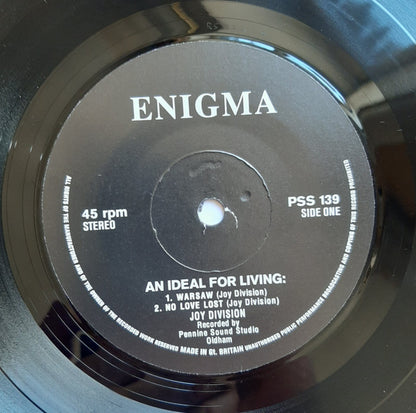 ENIGMA
45 rpm
STEREO
PSS 139
SIDE ONE
AN IDEAL FOR LIVING:
1. WARSAW (Joy Division)
2. NO LOVE LOST (Joy Division)
JOY DIVISION
Recorded by
Pennine Sound Studio
Oldham
ALL RIGHTS OF THE MANUFACTURER AND OF THE OWNER OF THE RECORDED WORK RESERVED MADE IN GT. BRITAIN UNAUTHORISED PUBLIC PERFORMANCE BROADCASTING AND COPYING OF THIS RECORD PROHIBITED